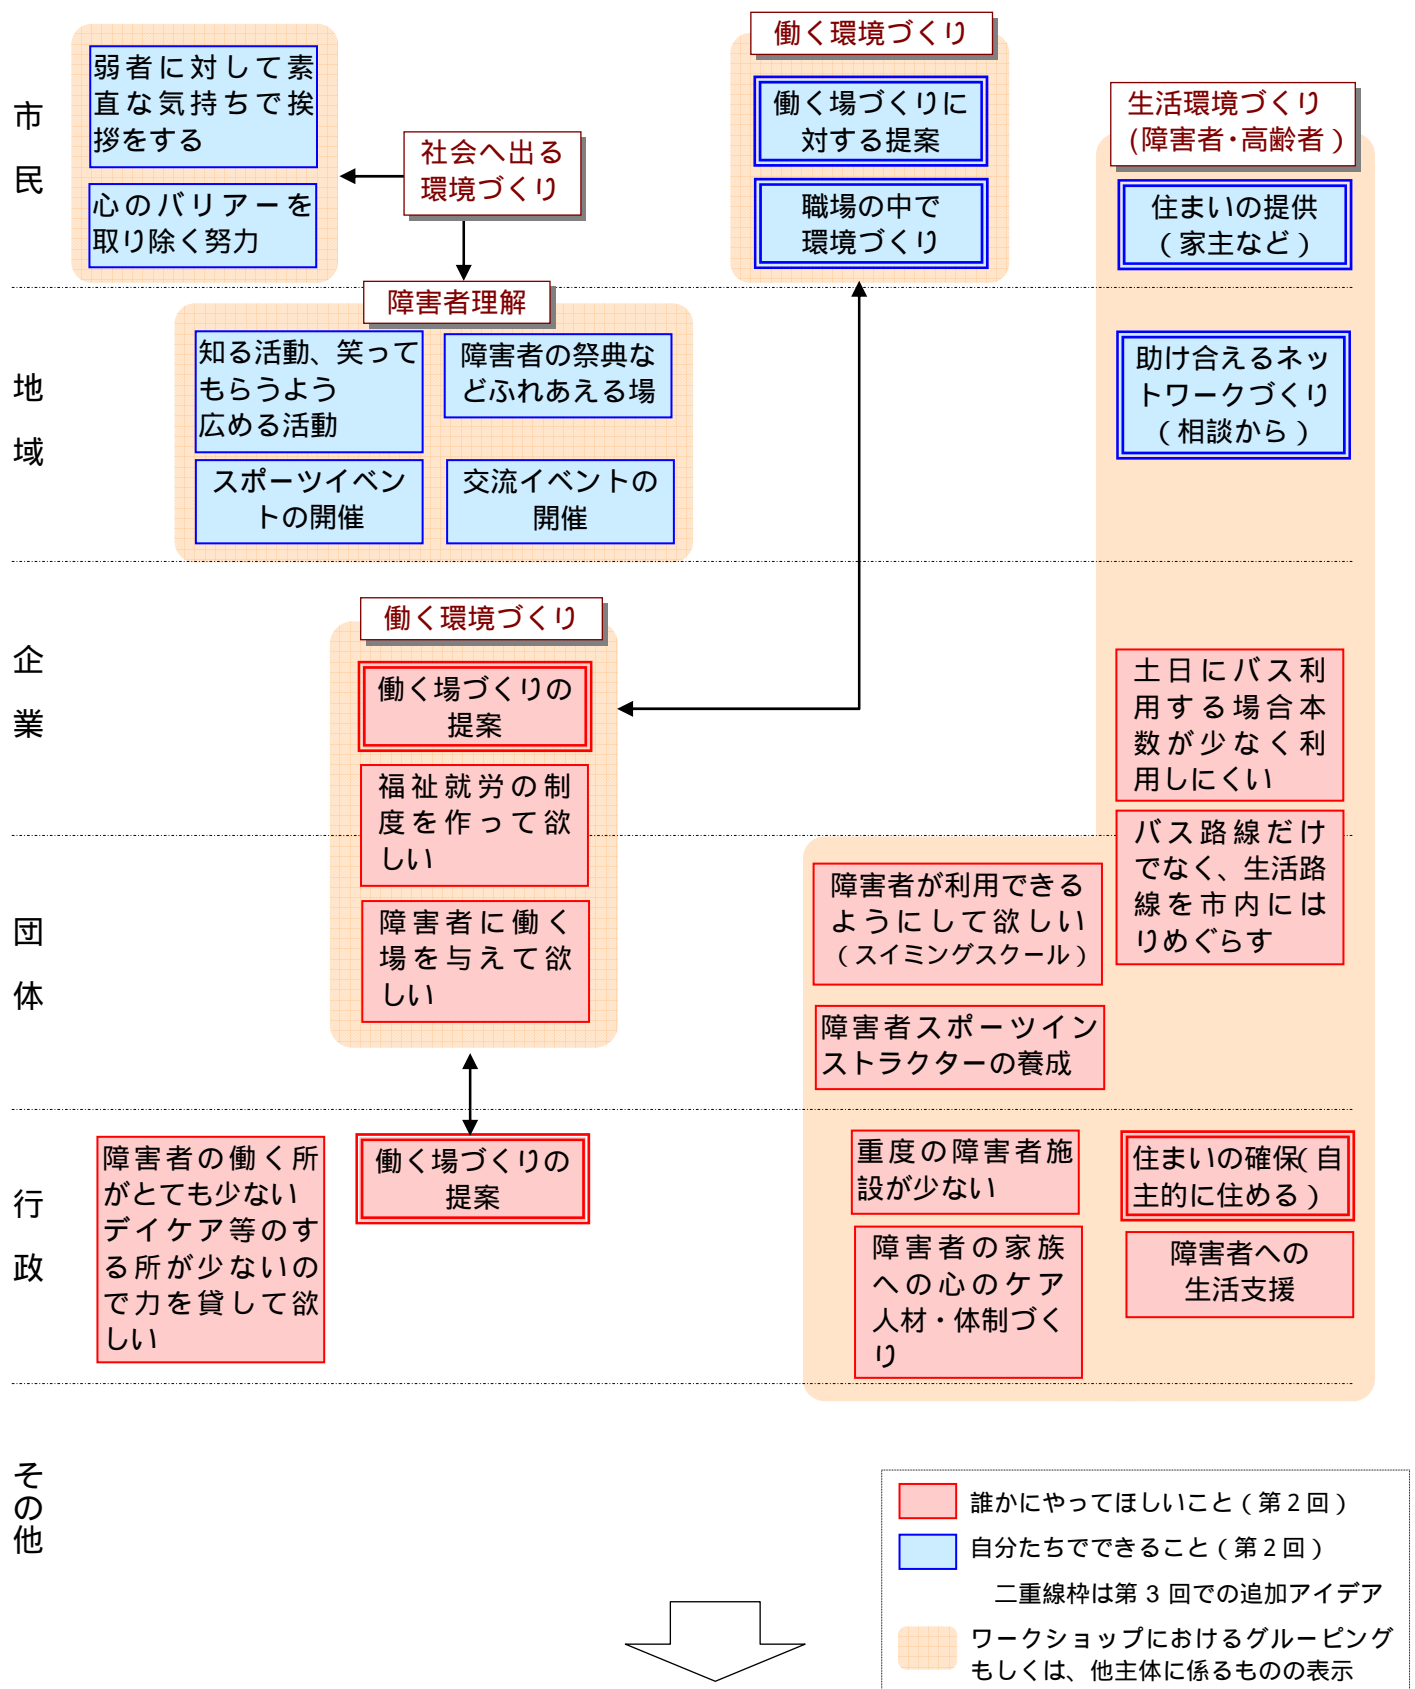 市
民
弱者に対して素
直な気持ちで挨
拶をする
心のバリアーを
取り除く努力
社会へ出る
環境づくり
働く環境づくり
働く場づくりに
対する提案
職場の中で
環境づくり
生活環境づくり
(障害者・高齢者)
住まいの提供
(家主など)
地
域
障害者理解
知る活動、笑って
もらうよう
広める活動
障害者の祭典な
どふれあえる場
スポーツイベン
トの開催
交流イベントの
開催
助け合えるネッ
トワークづくり
(相談から)
企
業
働く環境づくり
働く場づくりの
提案
福祉就労の制
度を作って欲
しい
土日にバス利
用する場合本
数が少なく利
用しにくい
団
体
障害者に働く
場を与えて欲
しい
障害者が利用できる
ようにして欲しい
(スイミングスクール)
バス路線だけ
でなく、生活路
線を市内には
りめぐらす
障害者スポーツイン
ストラクターの養成
行
政
障害者の働く所
がとても少ない
デイケア等のす
る所が少ないの
で力を貸して欲
しい
働く場づくりの
提案
重度の障害者施
設が少ない
住まいの確保(自
主的に住める)
障害者の家族
への心のケア
人材・体制づく
り
障害者への
生活支援
その他
誰かにやってほしいこと(第2回)
自分たちでできること(第2回)
二重線枠は第3回での追加アイデア
ワークショップにおけるグルーピング
もしくは、他主体に係るものの表示